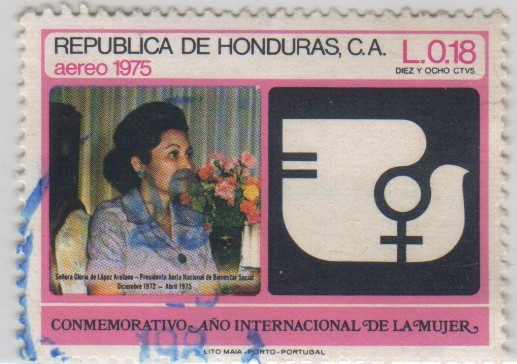 REPUBLICA DE HONDURAS, C.A.
L.0.18
aereo 1975
DIEZ Y OCHO CTVS.
Señora Gloria de López Arellano – Presidenta Junta Nacional de Bienestar Social
Diciembre 1972 – Abril 1975
CONMEMORATIVO AÑO INTERNACIONAL DE LA MUJER
LITO MAIA - PORTO - PORTUGAL